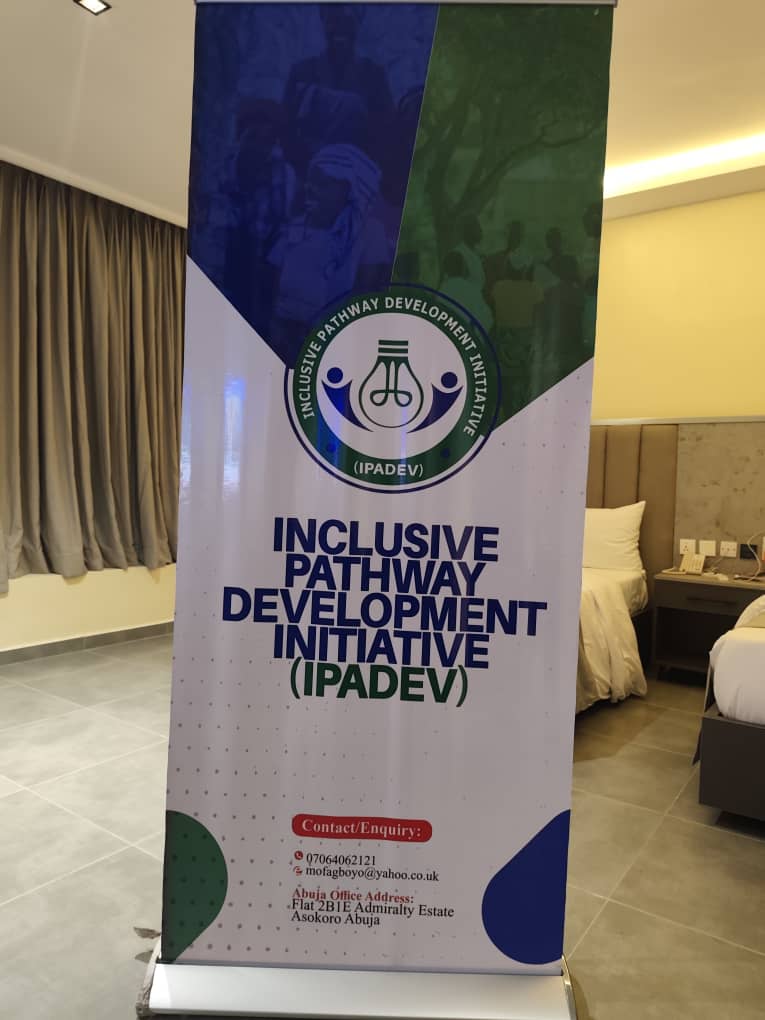 INCLUSIVE PATHWAY DEVELOPMENT INITIATIVE
(IPADEV)
INCLUSIVE
PATHWAY
DEVELOPMENT
INITIATIVE
(IPADEV)
Contact/Enquiry:
07064062121
mofagboyo@yahoo.co.uk
Abuja Office Address:
Flat 2B1E Admiralty Estate
Asokoro Abuja